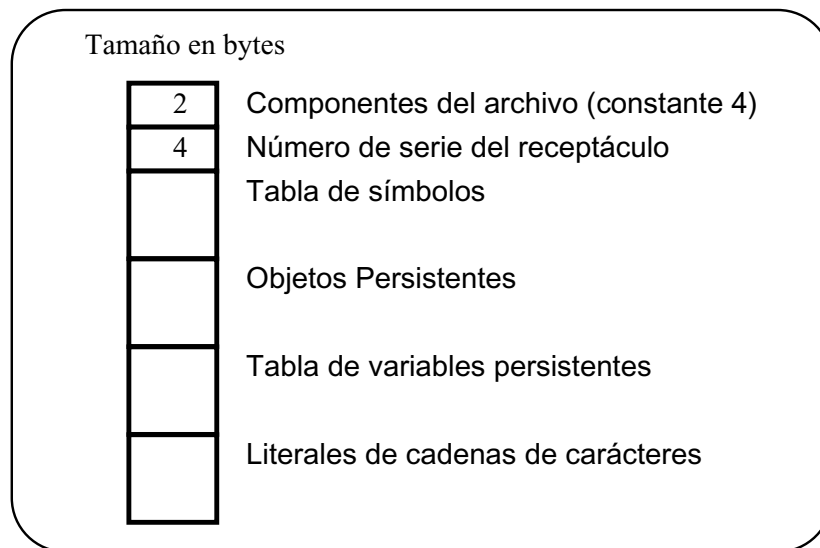 Tamaño en bytes
2 Componentes del archivo (constante 4)
4 Número de serie del receptáculo
Tabla de símbolos
Objetos Persistentes
Tabla de variables persistentes
Literales de cadenas de carácteres